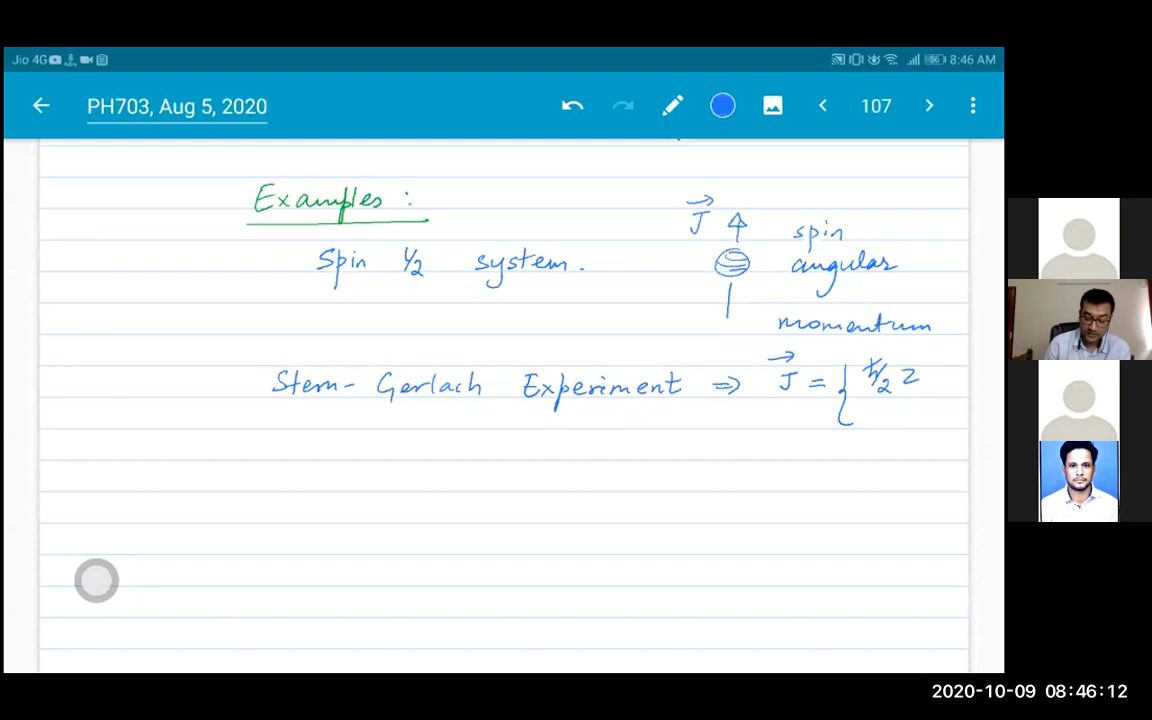 Jio 4G 8:46 AM
PH703, Aug 5, 2020 107
Examples :
J spin
Spin 1/2 system. angular
momentum
Stern-Gerlach Experiment ⇒ J = { ħ/2 z
2020-10-09 08:46:12